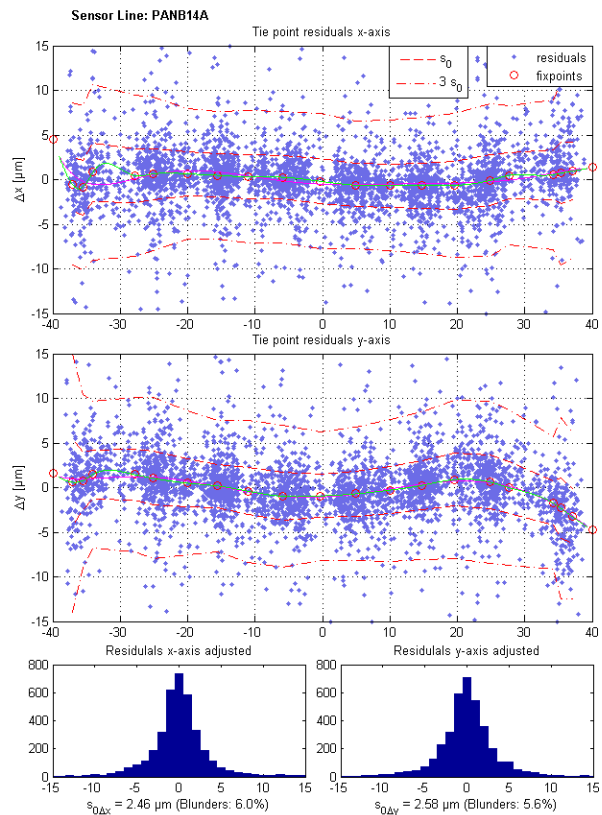 Sensor Line: PANB14A
Tie point residuals x-axis
s0
3 s0
residuals
fixpoints
Δx [µm]
15
10
5
0
-5
-10
-15
-40 -30 -20 -10 0 10 20 30 40
Tie point residuals y-axis
Δy [µm]
15
10
5
0
-5
-10
-15
-40 -30 -20 -10 0 10 20 30 40
Residulals x-axis adjusted
800
600
400
200
0
-15 -10 -5 0 5 10 15
s0Δx = 2.46 µm (Blunders: 6.0%)
Residulals y-axis adjusted
800
600
400
200
0
-15 -10 -5 0 5 10 15
s0Δy = 2.58 µm (Blunders: 5.6%)